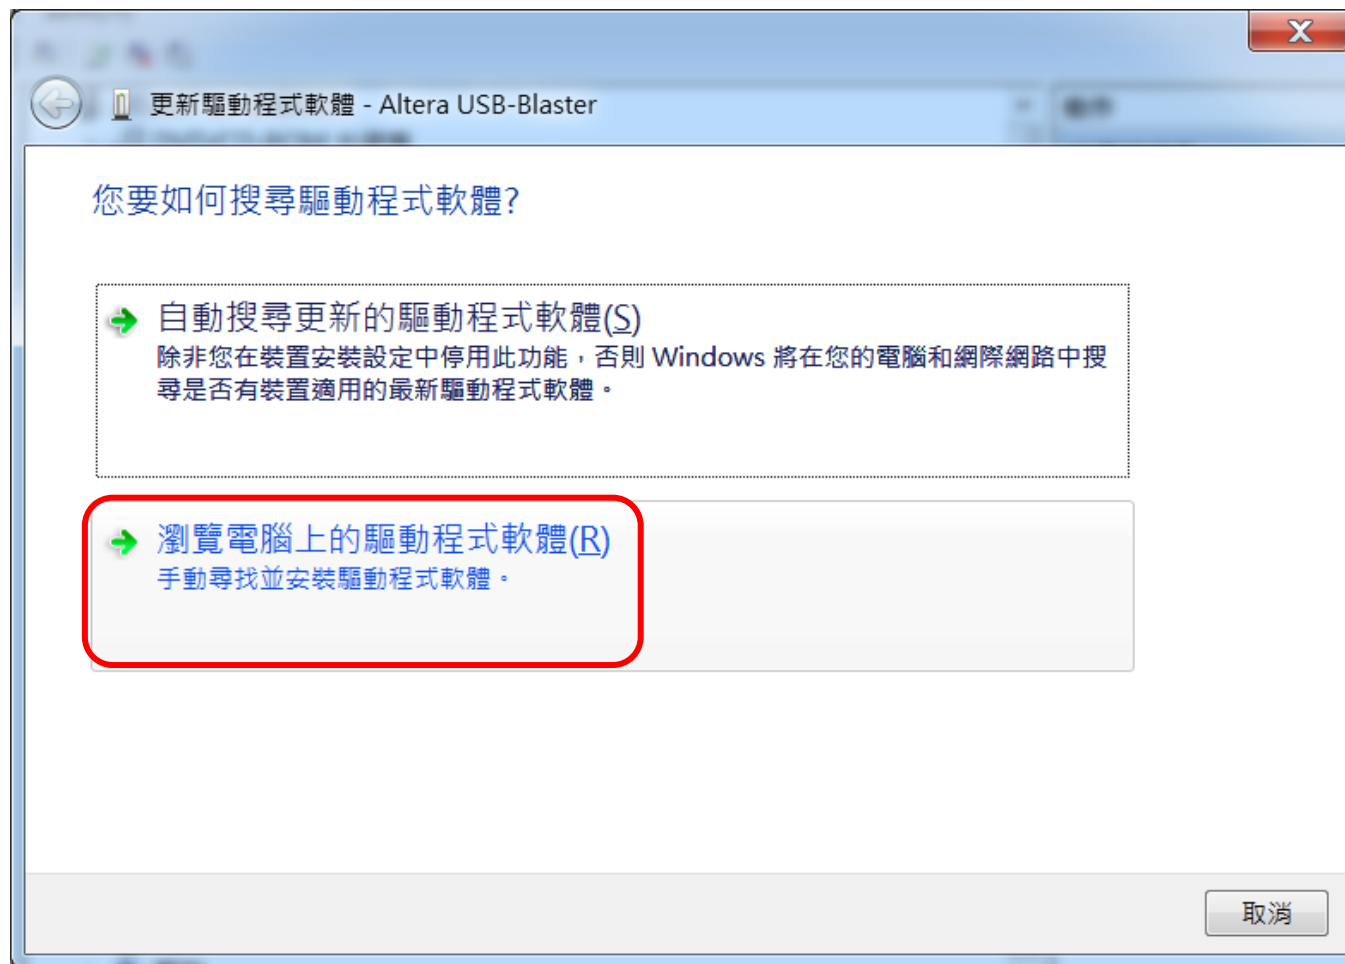 更新驅動程式軟體 - Altera USB-Blaster
您要如何搜尋驅動程式軟體?
自動搜尋更新的驅動程式軟體(S)
除非您在裝置安裝設定中停用此功能，否則 Windows 將在您的電腦和網際網路中搜
尋是否有裝置適用的最新驅動程式軟體。
瀏覽電腦上的驅動程式軟體(R)
手動尋找並安裝驅動程式軟體。
取消